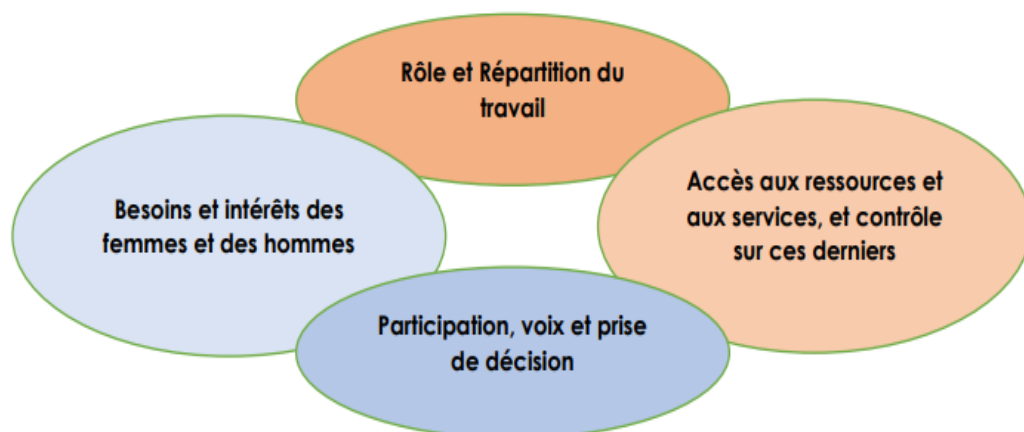 Rôle et Répartition du
travail
Besoins et intérêts des
femmes et des hommes
Accès aux ressources et
aux services, et contrôle
sur ces derniers
Participation, voix et prise
de décision